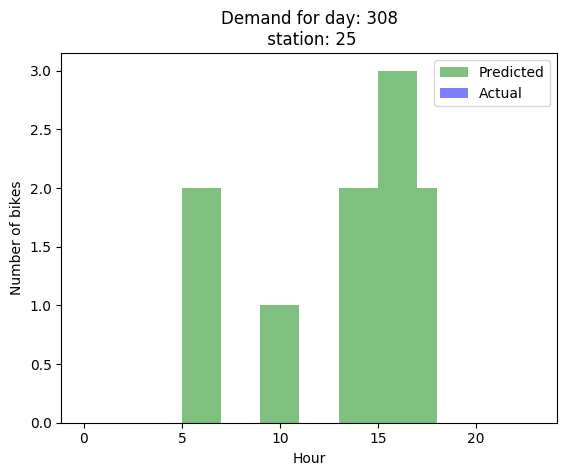 Demand for day: 308
station: 25
Predicted
Actual
Number of bikes
3.0
2.5
2.0
1.5
1.0
0.5
0.0
0 5 10 15 20
Hour